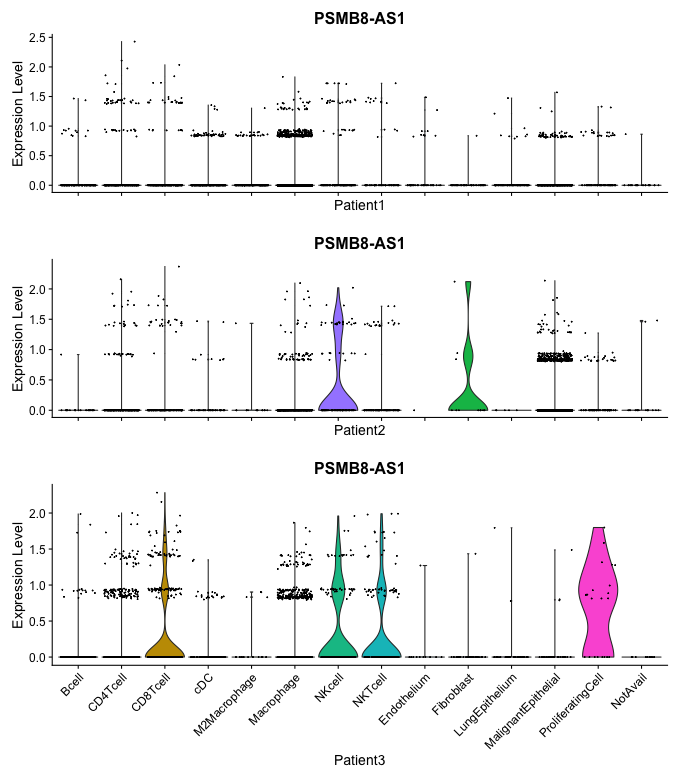 PSMB8-AS1
Expression Level
2.5
2.0
1.5
1.0
0.5
0.0
Patient1
PSMB8-AS1
Expression Level
2.0
1.5
1.0
0.5
0.0
Patient2
PSMB8-AS1
Expression Level
2.0
1.5
1.0
0.5
0.0
Bcell
CD4Tcell
CD8Tcell
cDC
M2Macrophage
Macrophage
NKcell
NKTcell
Endothelium
Fibroblast
LungEpithelium
MalignantEpithelial
ProliferatingCell
NotAvail
Patient3